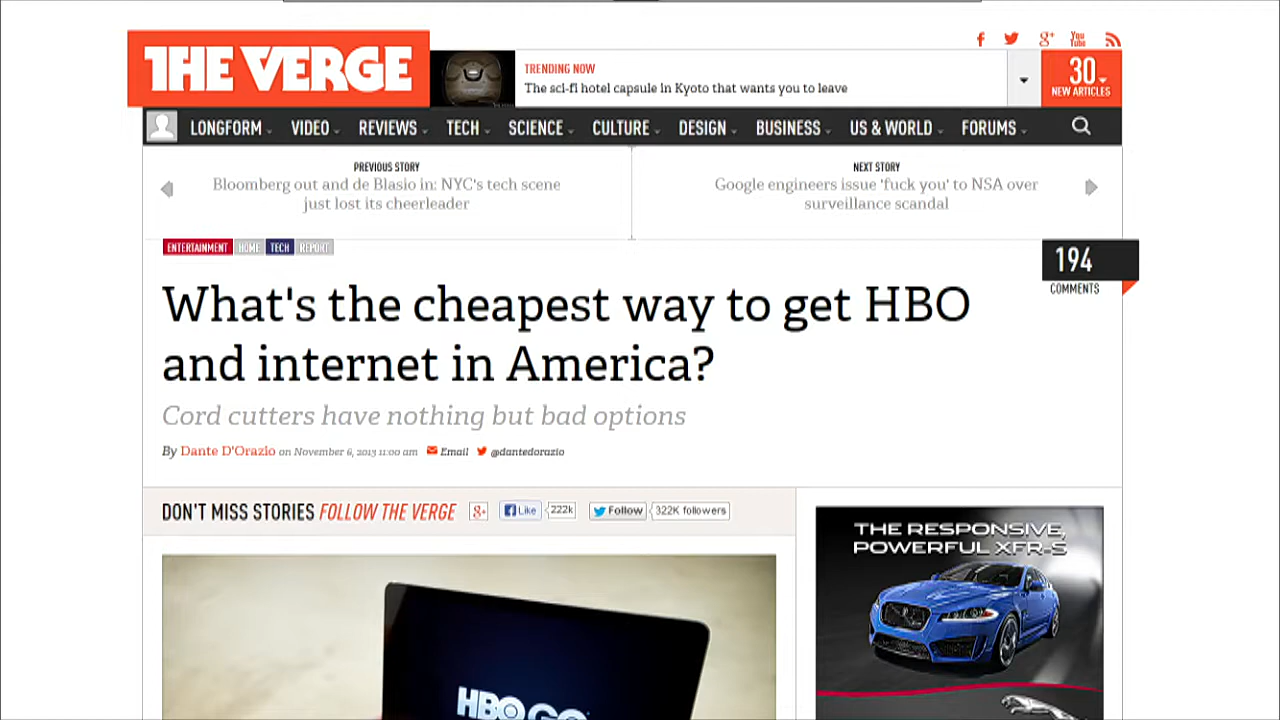 THE VERGE
TRENDING NOW
The sci-fi hotel capsule in Kyoto that wants you to leave
30
NEW ARTICLES
You
Tube
LONGFORM VIDEO REVIEWS TECH SCIENCE CULTURE DESIGN BUSINESS US & WORLD FORUMS
PREVIOUS STORY
Bloomberg out and de Blasio in: NYC's tech scene
just lost its cheerleader
NEXT STORY
Google engineers issue 'fuck you' to NSA over
surveillance scandal
ENTERTAINMENT HOME TECH REPORT
194
COMMENTS
What's the cheapest way to get HBO
and internet in America?
Cord cutters have nothing but bad options
By Dante D'Orazio on November 6, 2013 11:00 am Email @dantedorazio
DON'T MISS STORIES FOLLOW THE VERGE 8+ Like 222k Follow 322K followers
HBO GO
THE RESPONSIVE,
POWERFUL XFR-S